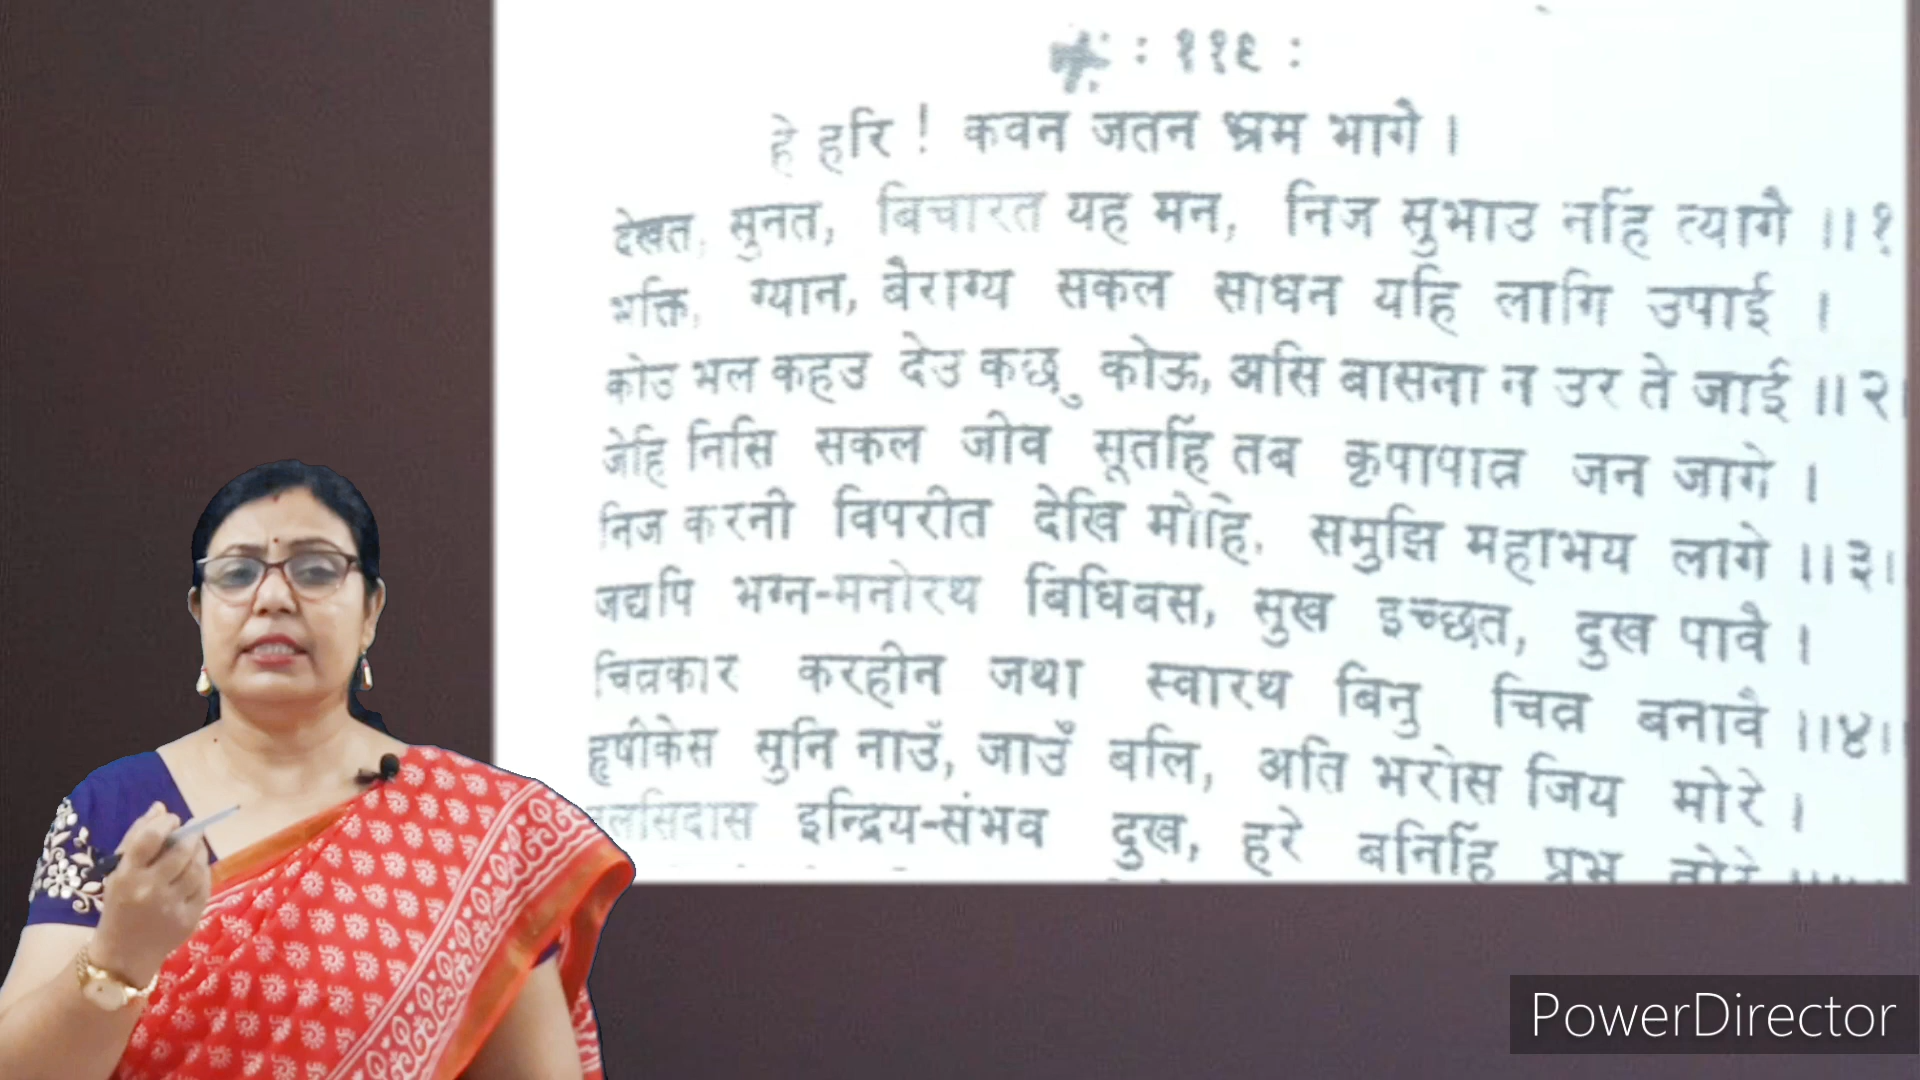 : ११९ :
हे हरि ! कवन जतन भ्रम भागै ।
देखत, सुनत, बिचारत यह मन, निज सुभाउ नहिं त्यागै ।।१
भक्ति, ग्यान, वैराग्य सकल साधन यहि लागि उपाई ।
कोउ भल कहउ देउ कछु कोऊ, असि बासना न उर ते जाई ।।२
जेहि निसि सकल जीव सूतहिं तब कृपापात्र जन जागे ।
निज करनी विपरीत देखि मोहि, समुझि महाभय लागे ।।३।
जद्यपि भग्न-मनोरथ बिधिबस, सुख इच्छत, दुख पावै ।
चित्रकार करहीन जथा स्वारथ बिनु चित्र बनावै ।।४।
हृषीकेस सुनि नाउँ, जाउँ बलि, अति भरोस जिय मोरे ।
लसिदास इन्द्रिय-संभव दुख, हरे बनिहिं प्रभु तोरे
PowerDirector